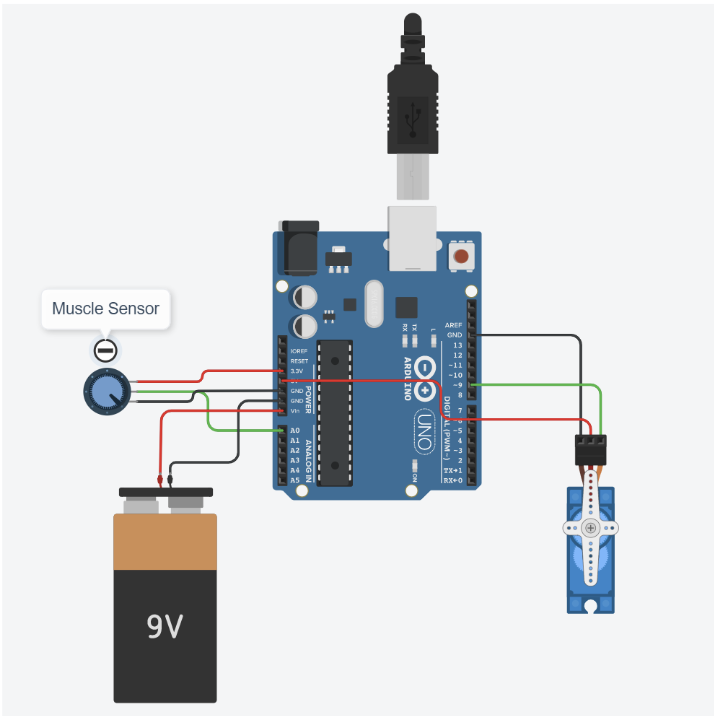 Muscle Sensor
IOREF
RESET
3.3V
GND
GND
Vin
POWER
A0
A1
A2
A3
A4
A5
ANALOG IN
RX
TX
L
ARDUINO
UNO
ON
AREF
GND
13
12
~11
~10
~9
8
7
~5
4
~3
2
TX→1
RX←0
DIGITAL (PWM~)
9V